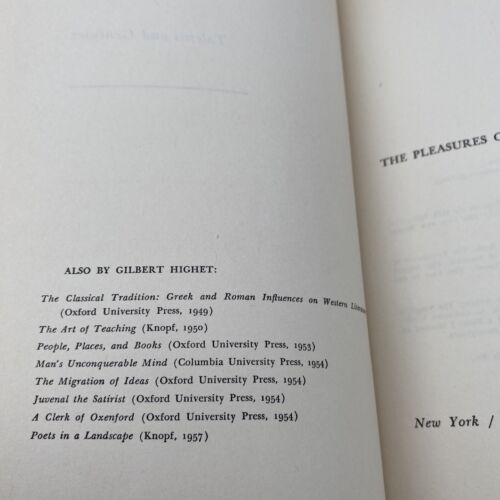 Talents and Geniuses
ALSO BY GILBERT HIGHET:
The Classical Tradition: Greek and Roman Influences on Western
(Oxford University Press, 1949)
The Art of Teaching (Knopf, 1950)
People, Places, and Books (Oxford University Press, 1953)
Man's Unconquerable Mind (Columbia University Press, 1954)
The Migration of Ideas (Oxford University Press, 1954)
Juvenal the Satirist (Oxford University Press, 1954)
A Clerk of Oxenford (Oxford University Press, 1954)
Poets in a Landscape (Knopf, 1957)
THE PLEASURES
New York /